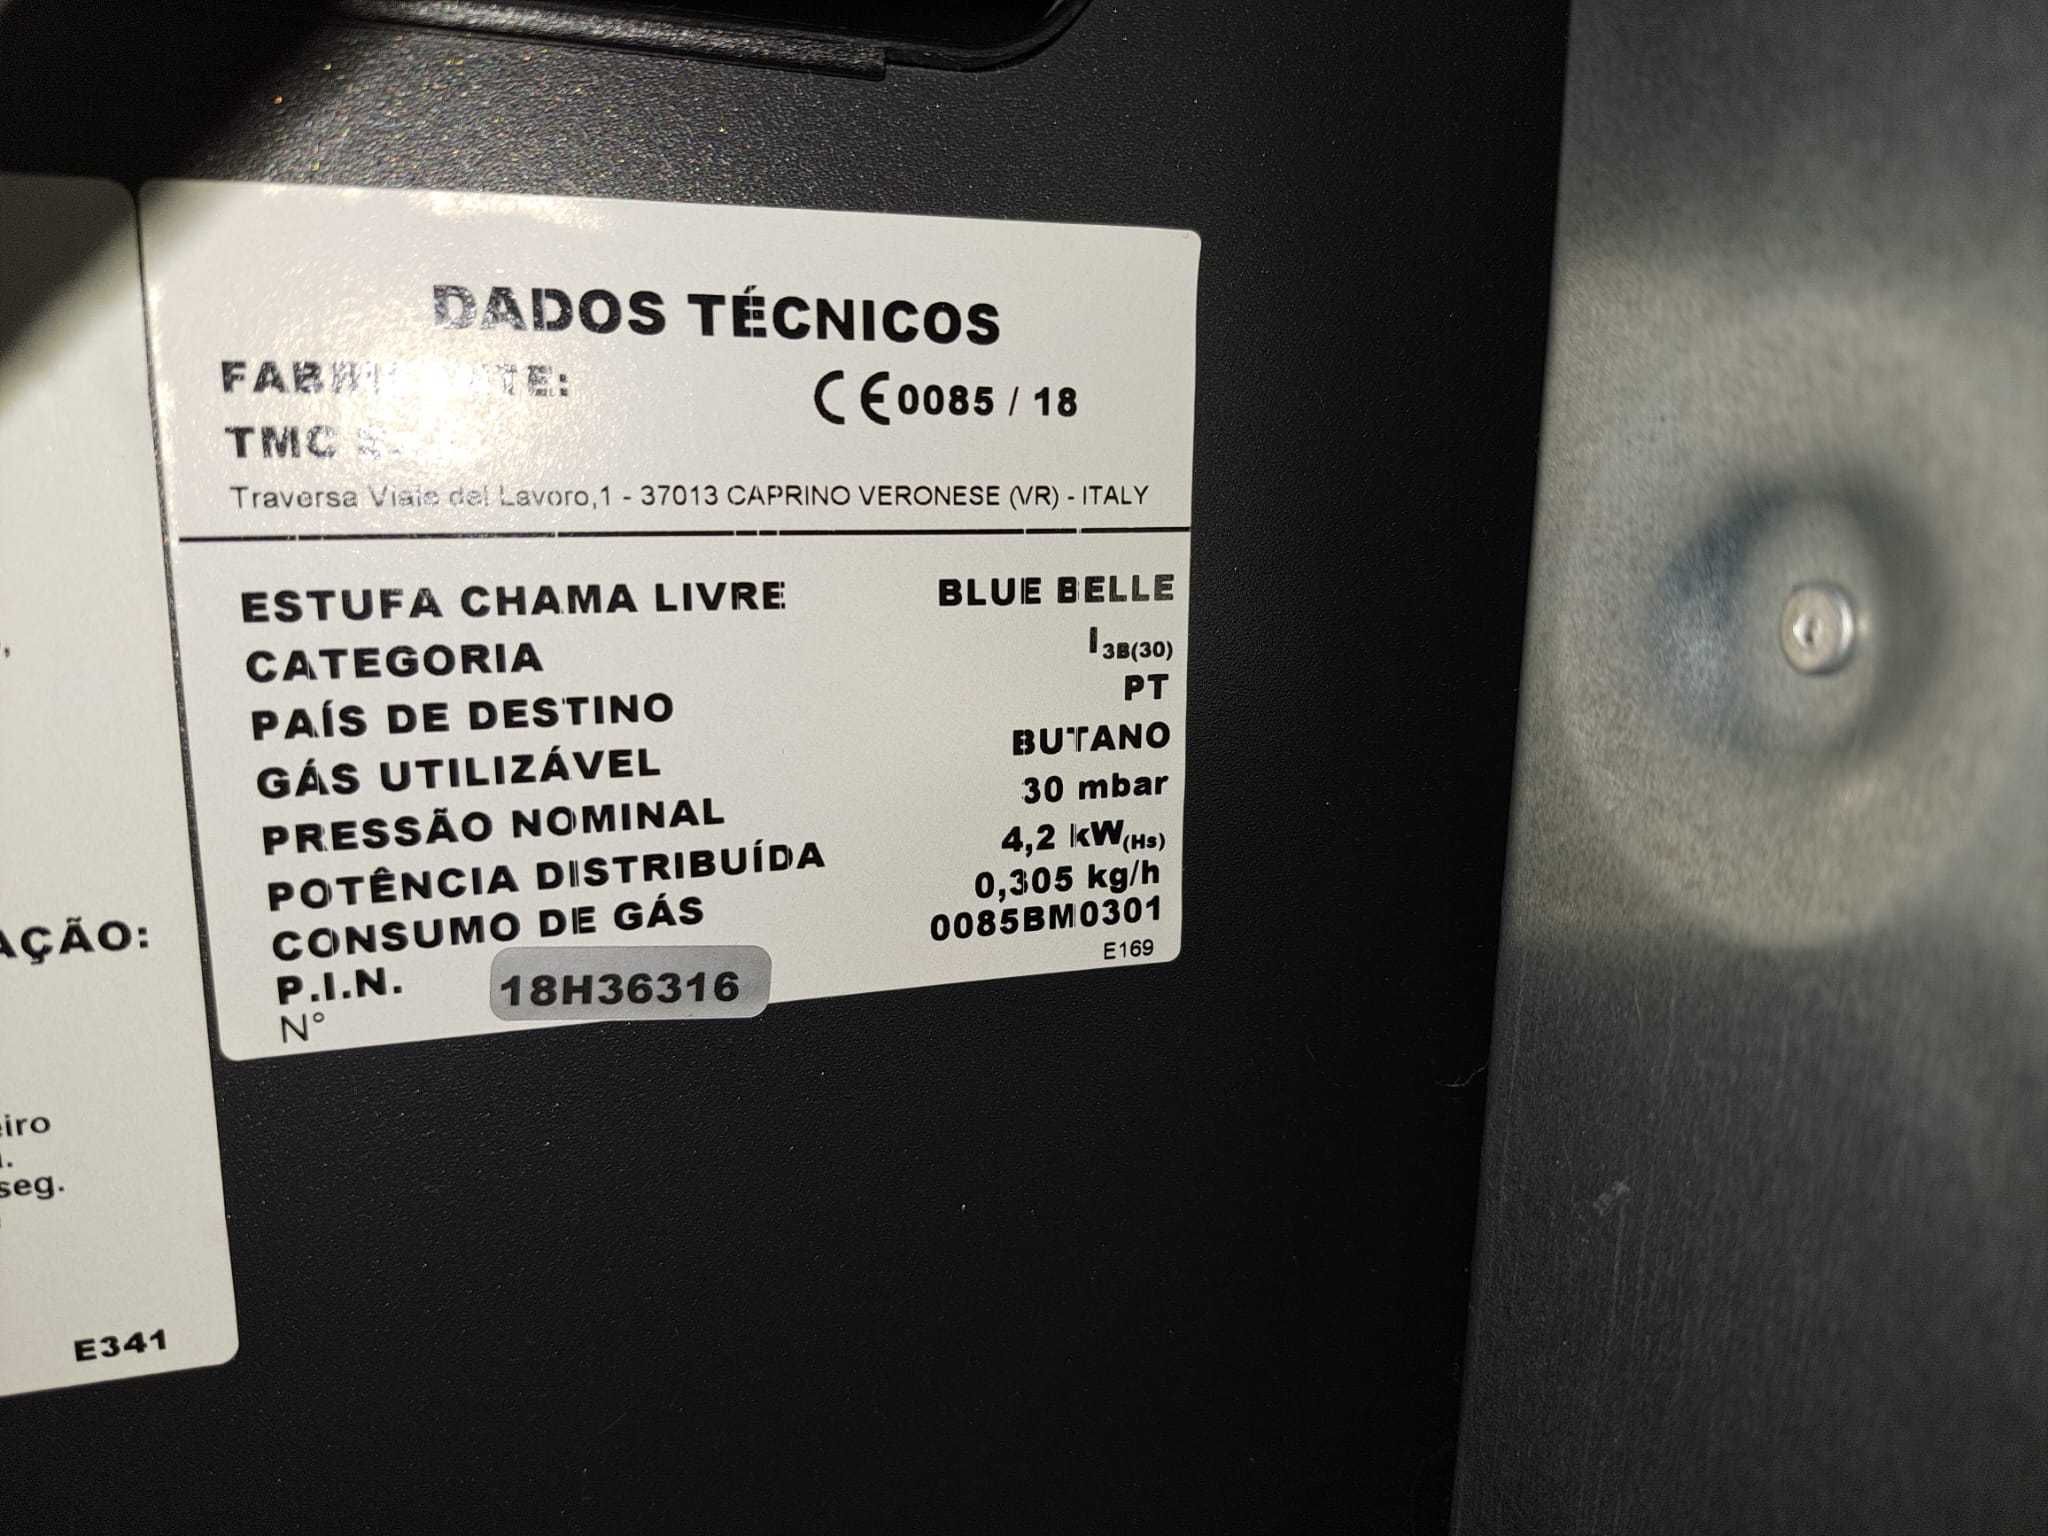 DADOS TÉCNICOS
CE 0085 / 18
TMC
Traversa Viale del Lavoro,1 - 37013 CAPRINO VERONESE (VR) - ITALY
ESTUFA CHAMA LIVRE BLUE BELLE
CATEGORIA I3B(30)
PAÍS DE DESTINO PT
GÁS UTILIZÁVEL BUTANO
PRESSÃO NOMINAL 30 mbar
POTÊNCIA DISTRIBUÍDA 4,2 kW(Hs)
CONSUMO DE GÁS 0,305 kg/h
P.I.N. 0085BM0301
N° 18H36316
E169
AÇÃO:
eiro
seg.
E341